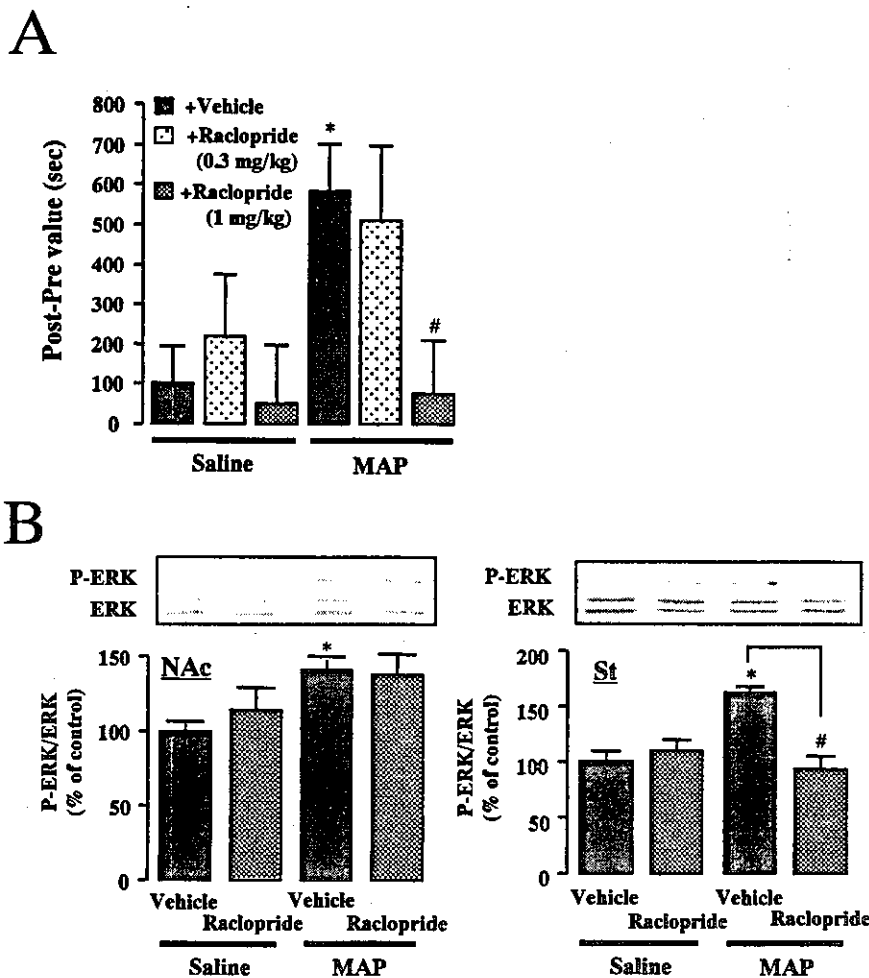 A
Post-Pre value (sec)
800
700
600
500
400
300
200
100
0
+Vehicle
+Raclopride
(0.3 mg/kg)
+Raclopride
(1 mg/kg)
*
#
Saline
MAP
B
P-ERK
ERK
NAc
P-ERK/ERK
(% of control)
150
100
50
0
*
Vehicle
Raclopride
Vehicle
Raclopride
Saline
MAP
P-ERK
ERK
St
P-ERK/ERK
(% of control)
200
150
100
50
0
*
#
Vehicle
Raclopride
Vehicle
Raclopride
Saline
MAP